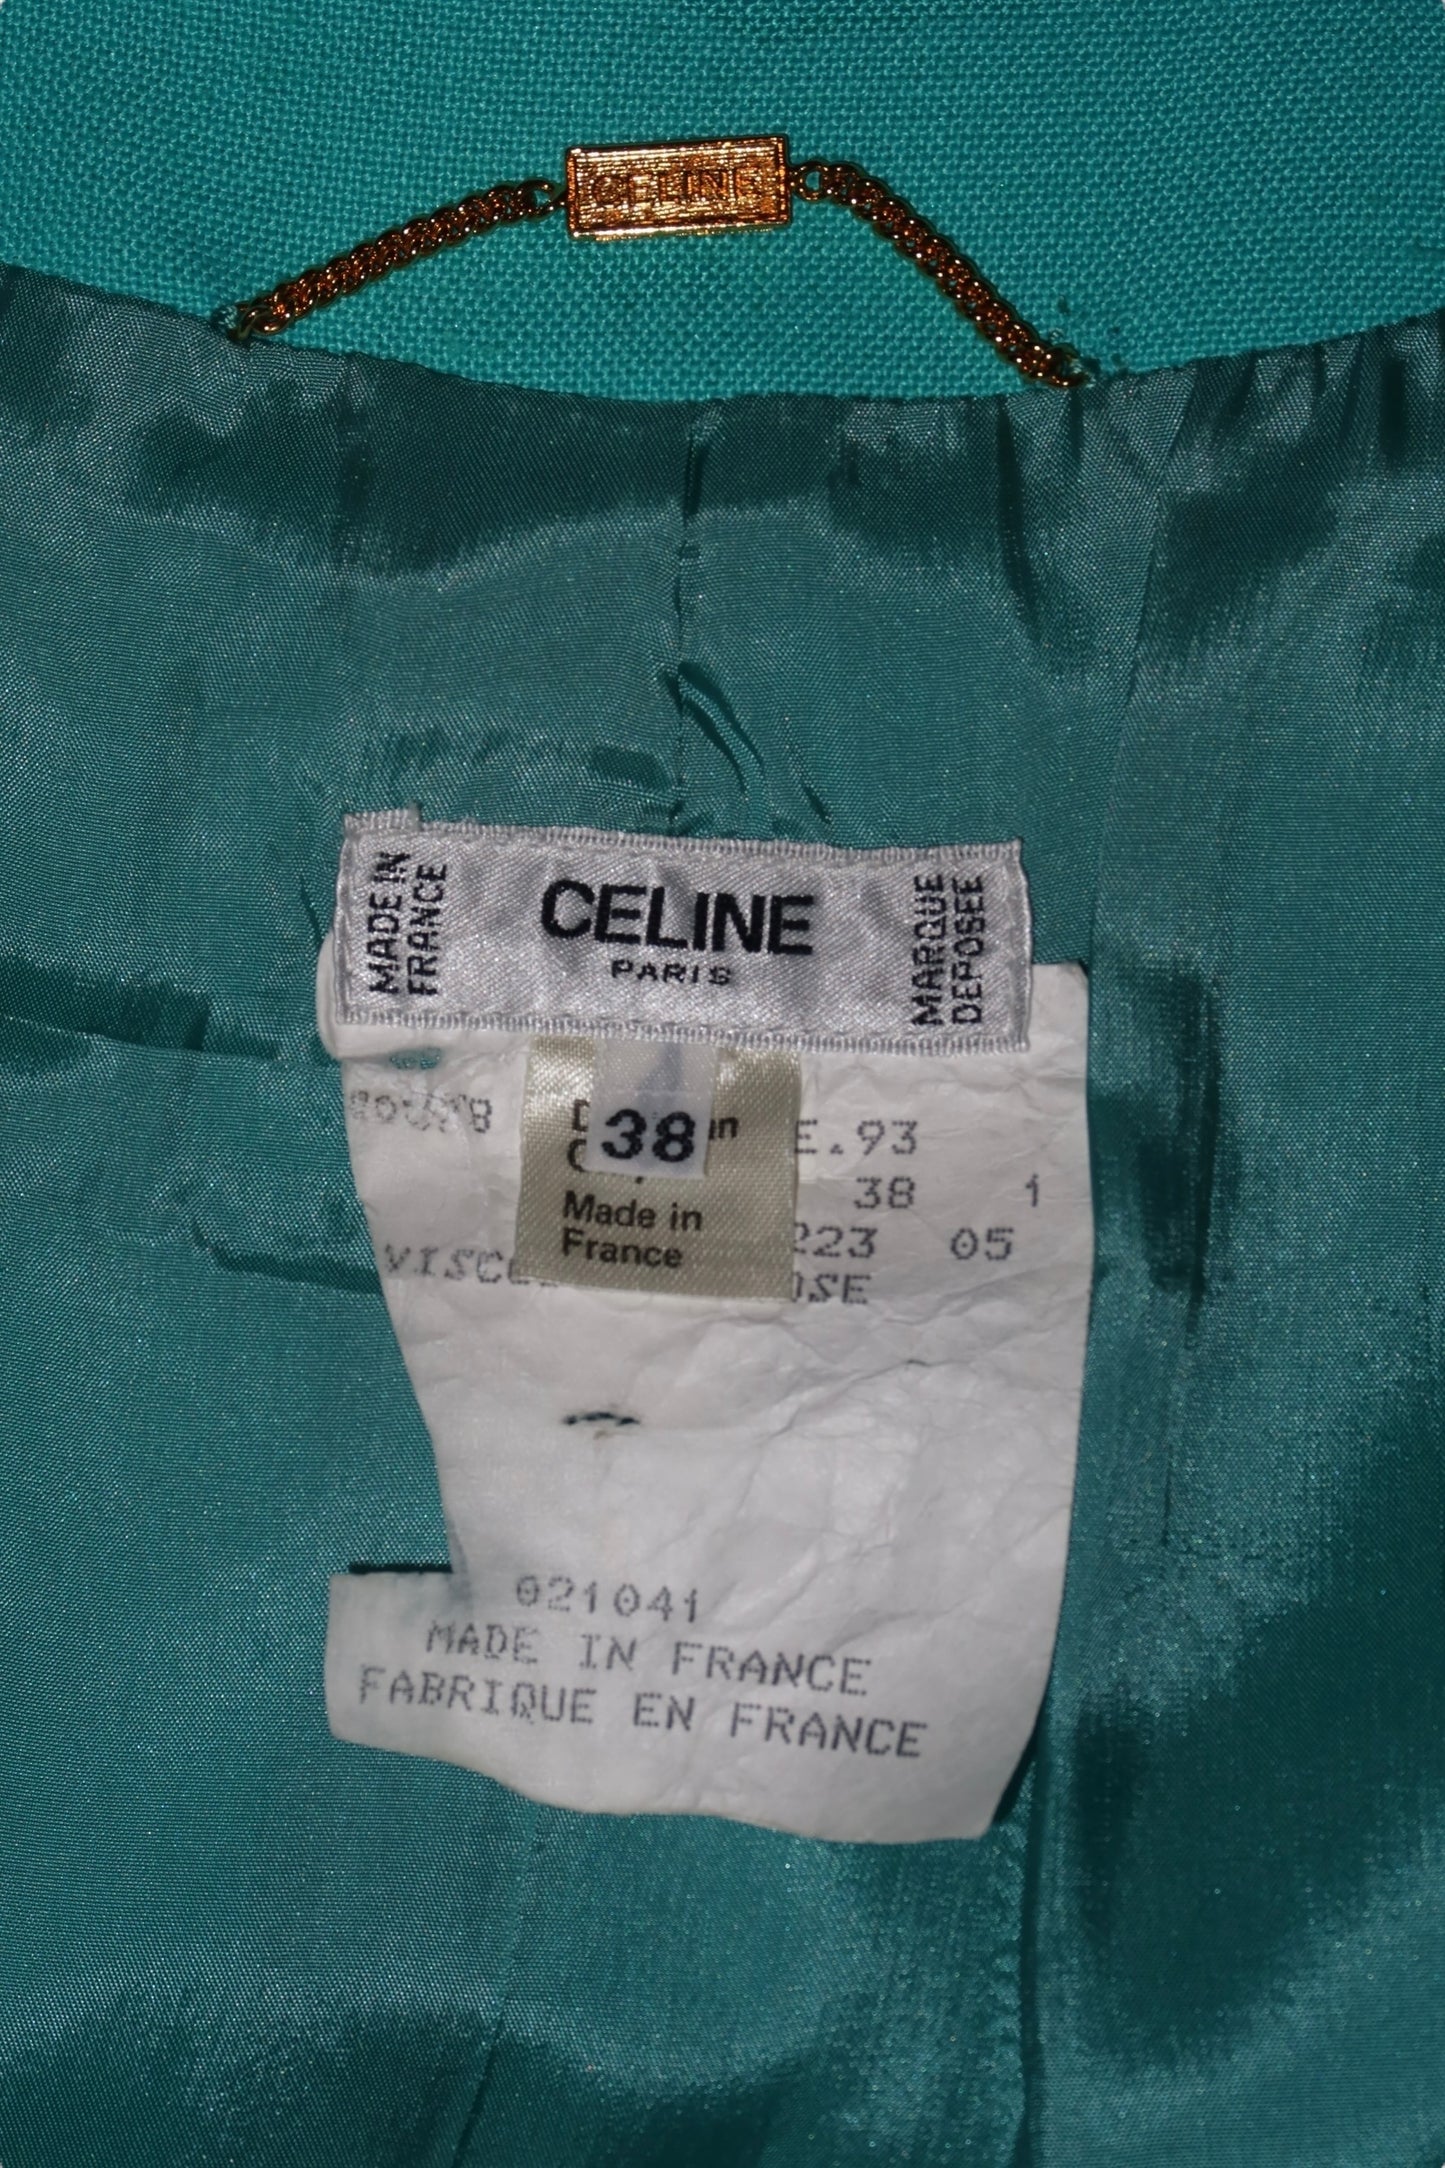 CELINE
MADE IN
FRANCE
CELINE
PARIS
MARQUE
DEPOSEE
38
Made in
France
E.93
38 1
223 05
021041
MADE IN FRANCE
FABRIQUE EN FRANCE